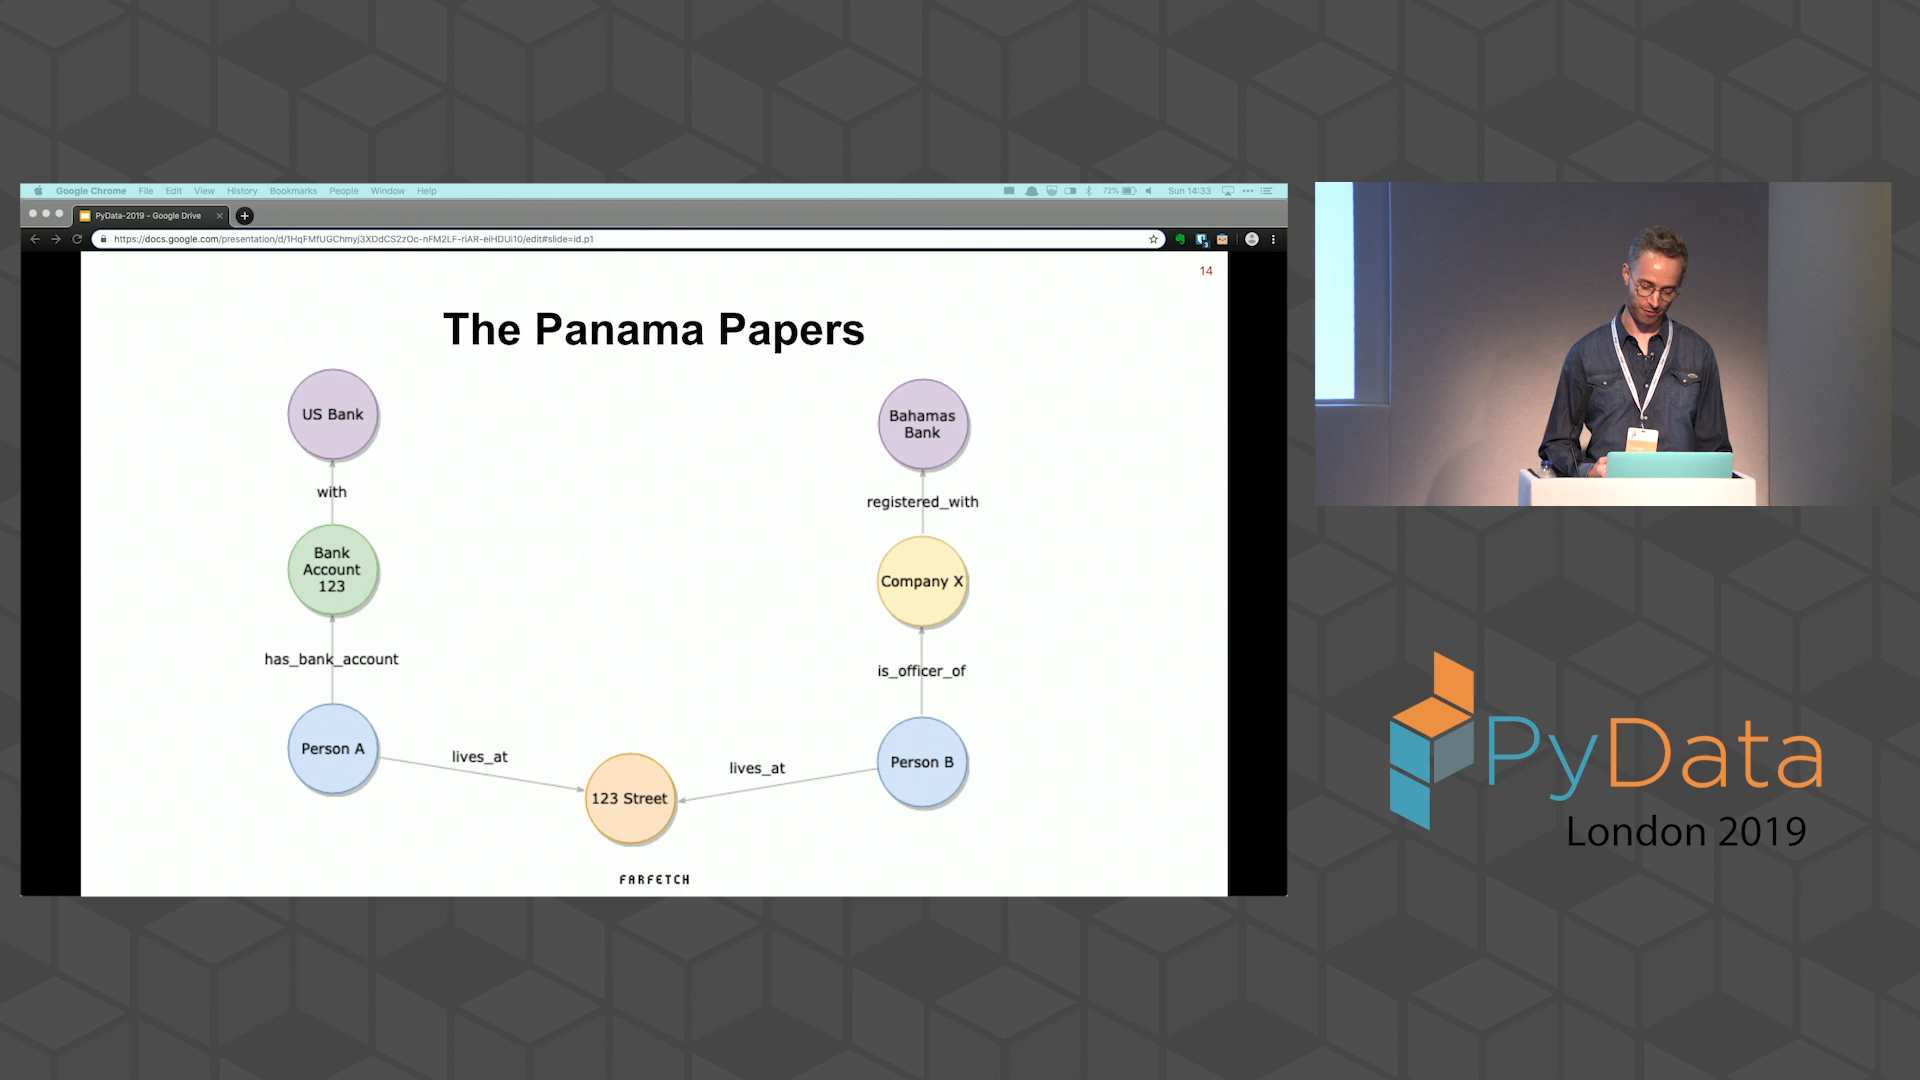 Google Chrome File Edit View History Bookmarks People Window Help
72% Sun 14:33
PyData-2019 - Google Drive
https://docs.google.com/presentation/d/1HqFMfUGChmyj3XDdCS2zOc-nFM2LF-riAR-eiHDUi10/edit#slide=id.p1
14
The Panama Papers
US Bank
with
Bank
Account
123
has_bank_account
Person A
lives_at
123 Street
lives_at
Person B
is_officer_of
Company X
registered_with
Bahamas
Bank
FARFETCH
PyData
London 2019